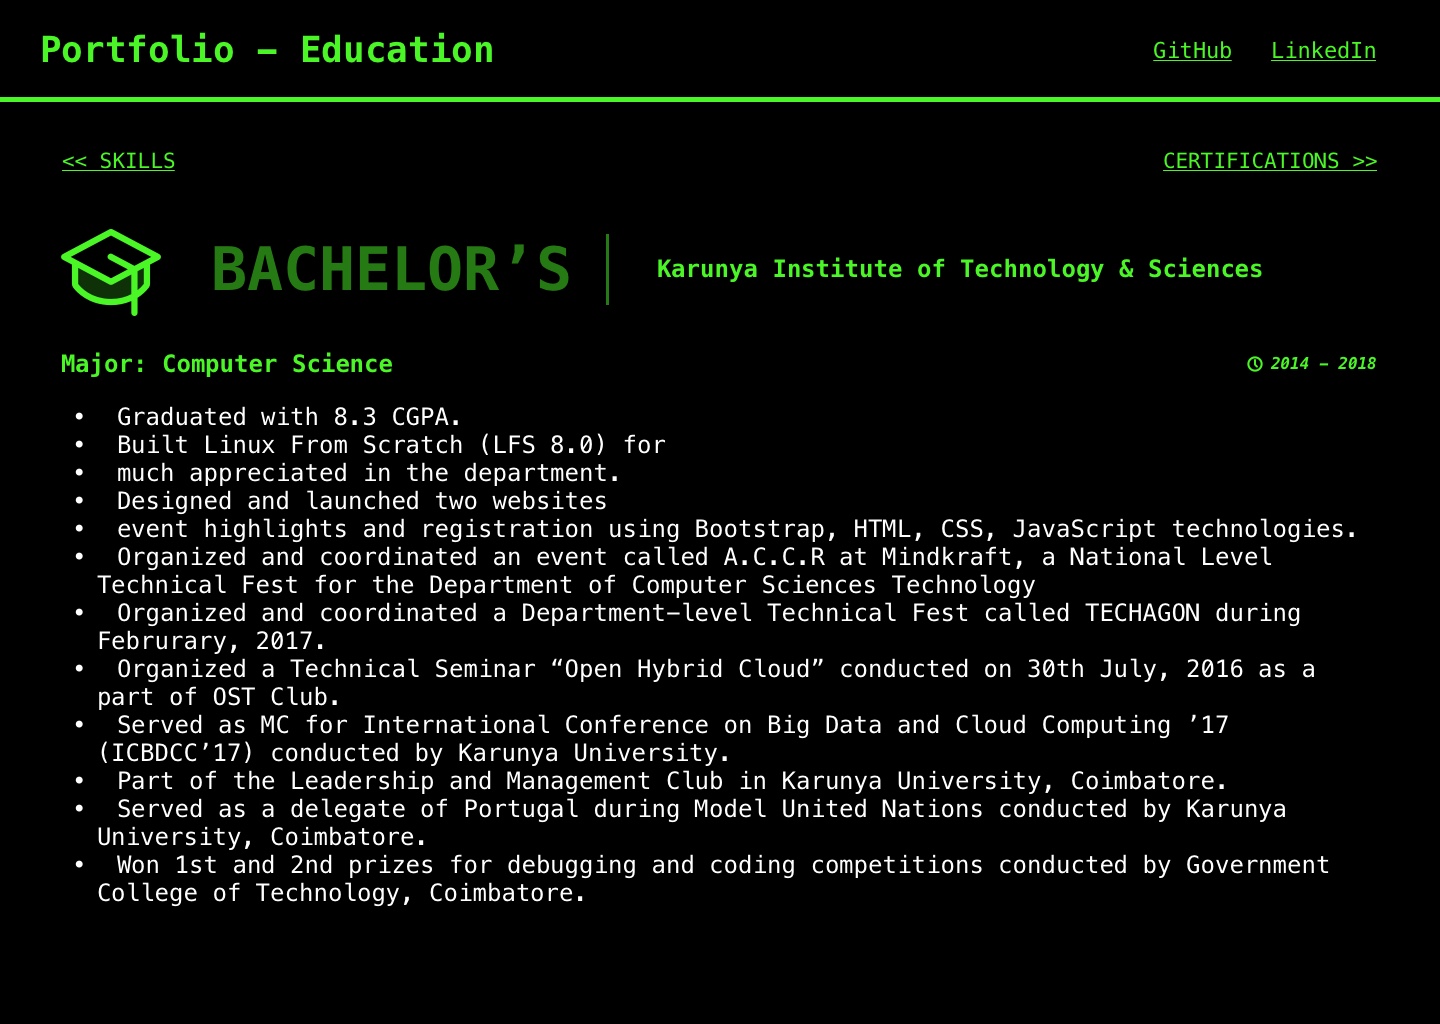 Portfolio – Education
GitHub LinkedIn
<< SKILLS
CERTIFICATIONS >>
BACHELOR’S
Karunya Institute of Technology & Sciences
Major: Computer Science
2014 – 2018
• Graduated with 8.3 CGPA.
• Built Linux From Scratch (LFS 8.0) for
• much appreciated in the department.
• Designed and launched two websites
• event highlights and registration using Bootstrap, HTML, CSS, JavaScript technologies.
• Organized and coordinated an event called A.C.C.R at Mindkraft, a National Level
Technical Fest for the Department of Computer Sciences Technology
• Organized and coordinated a Department–level Technical Fest called TECHAGON during
Februrary, 2017.
• Organized a Technical Seminar “Open Hybrid Cloud” conducted on 30th July, 2016 as a
part of OST Club.
• Served as MC for International Conference on Big Data and Cloud Computing ’17
(ICBDCC’17) conducted by Karunya University.
• Part of the Leadership and Management Club in Karunya University, Coimbatore.
• Served as a delegate of Portugal during Model United Nations conducted by Karunya
University, Coimbatore.
• Won 1st and 2nd prizes for debugging and coding competitions conducted by Government
College of Technology, Coimbatore.